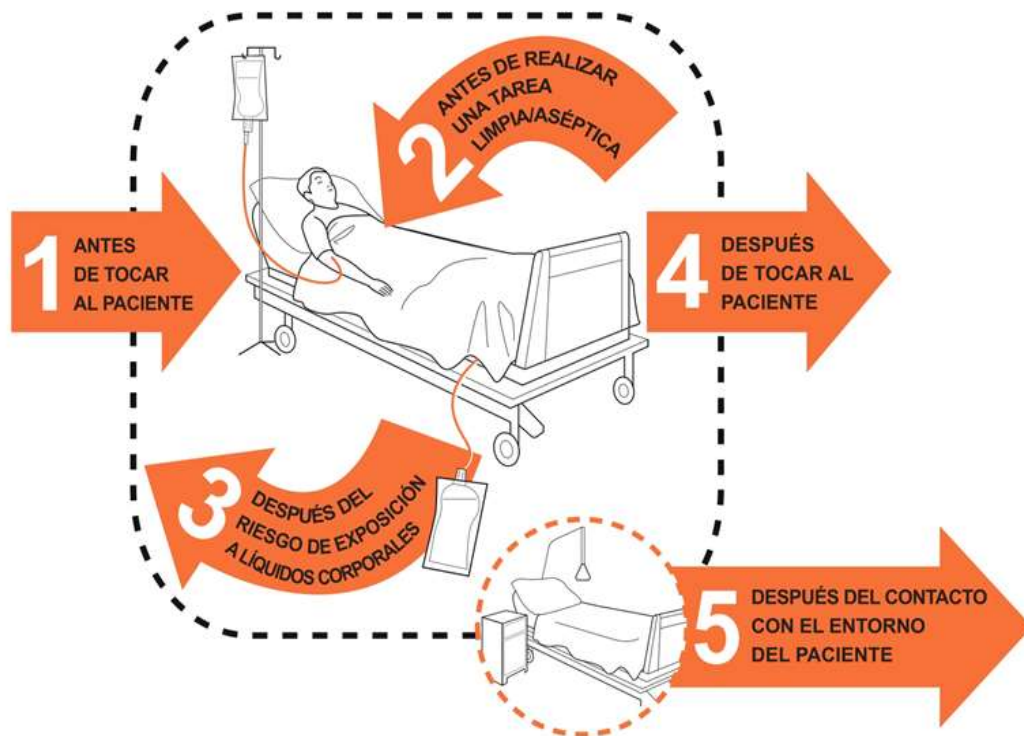 1 ANTES
DE TOCAR
AL PACIENTE
2 ANTES DE REALIZAR
UNA TAREA
LIMPIA/ASÉPTICA
3 DESPUÉS DEL
RIESGO DE EXPOSICIÓN
A LÍQUIDOS CORPORALES
4 DESPUÉS
DE TOCAR AL
PACIENTE
5 DESPUÉS DEL CONTACTO
CON EL ENTORNO
DEL PACIENTE